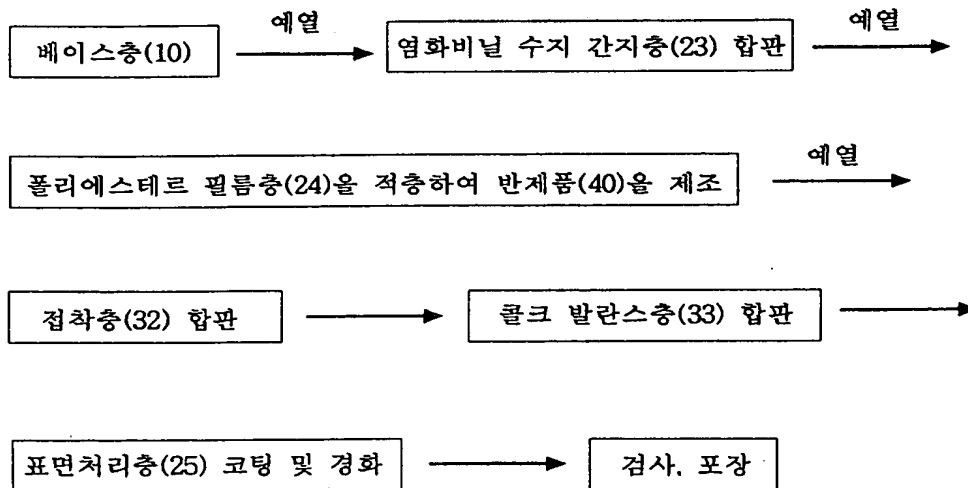 예열 예열
베이스층(10) 염화비닐 수지 간지층(23) 합판
예열
폴리에스테르 필름층(24)을 적층하여 반제품(40)을 제조
접착층(32) 합판 콜크 발란스층(33) 합판
표면처리층(25) 코팅 및 경화 검사, 포장